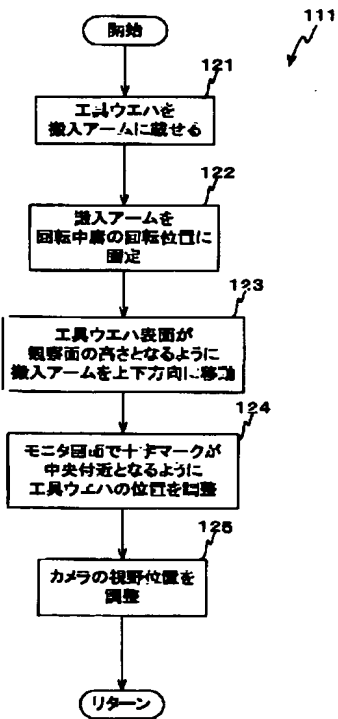 開始
111
121
工具ウエハを
搬入アームに載せる
122
搬入アームを
回転中庸の回転位置に
固定
123
工具ウエハ表面が
観察面の高さとなるように
搬入アームを上下方向に移動
124
モニタ画面で十字マークが
中央付近となるように
工具ウエハの位置を調整
125
カメラの視野位置を
調整
リターン